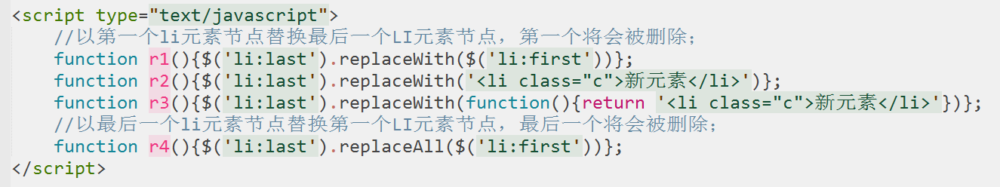 <script type="text/javascript">
//以第一个li元素节点替换最后一个LI元素节点，第一个将会被删除；
function r1(){$('li:last').replaceWith($('li:first'))};
function r2(){$('li:last').replaceWith('<li class="c">新元素</li>')};
function r3(){$('li:last').replaceWith(function(){return '<li class="c">新元素</li>'})};
//以最后一个li元素节点替换第一个LI元素节点，最后一个将会被删除；
function r4(){$('li:last').replaceAll($('li:first'))};
</script>